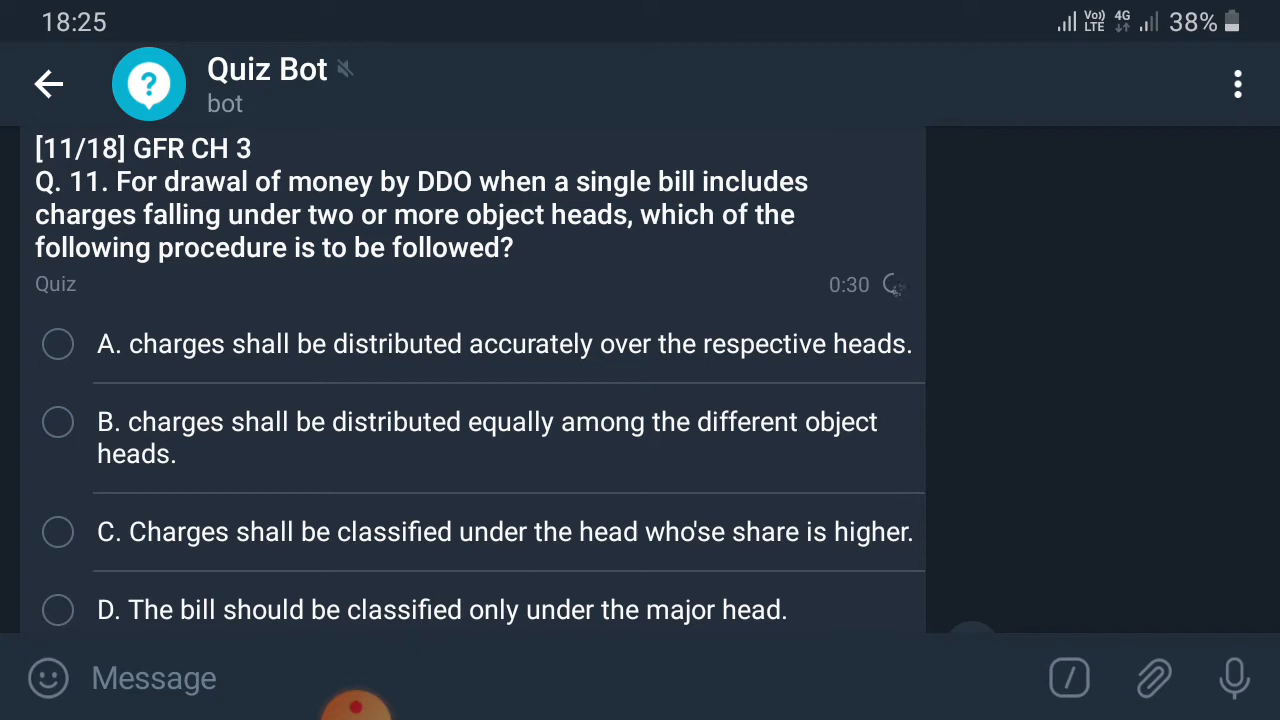 18:25
Vo)) LTE 4G 38%
Quiz Bot
bot
[11/18] GFR CH 3
Q. 11. For drawal of money by DDO when a single bill includes
charges falling under two or more object heads, which of the
following procedure is to be followed?
Quiz 0:30
A. charges shall be distributed accurately over the respective heads.
B. charges shall be distributed equally among the different object
heads.
C. Charges shall be classified under the head who'se share is higher.
D. The bill should be classified only under the major head.
Message